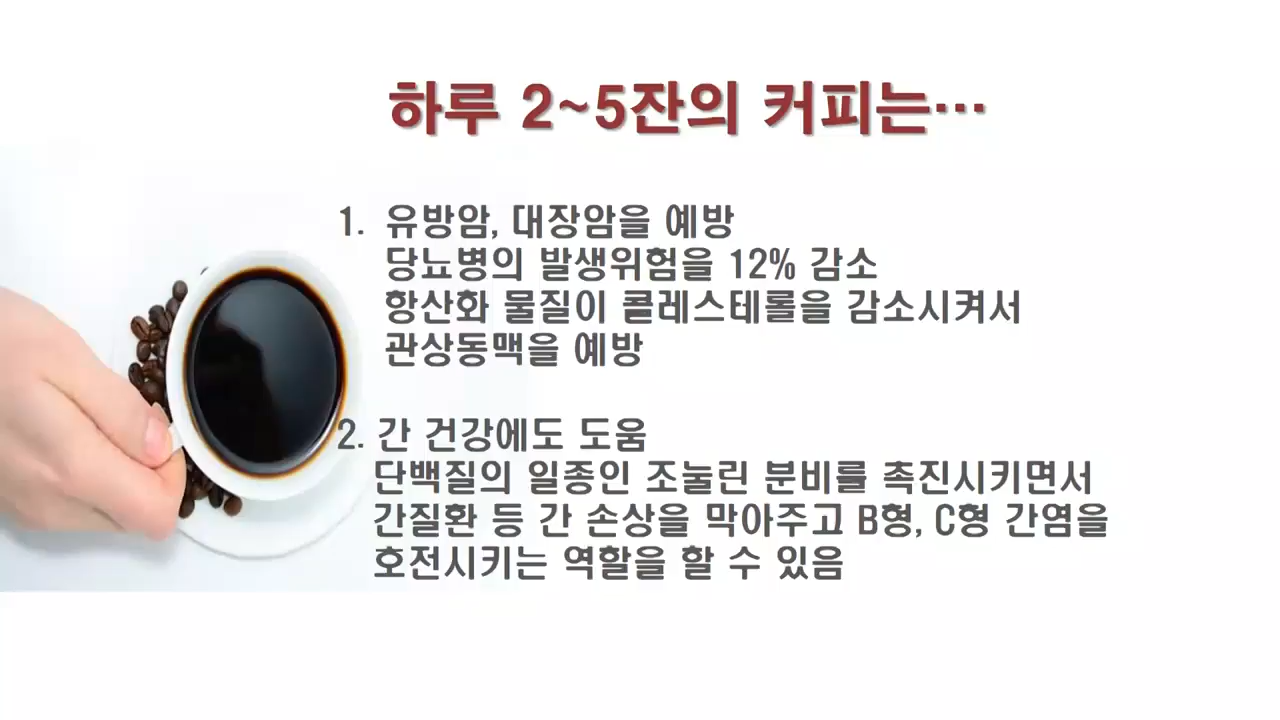 하루 2~5잔의 커피는…
1. 유방암, 대장암을 예방
당뇨병의 발생위험을 12% 감소
항산화 물질이 콜레스테롤을 감소시켜서
관상동맥을 예방
2. 간 건강에도 도움
단백질의 일종인 조눌린 분비를 촉진시키면서
간질환 등 간 손상을 막아주고 B형, C형 간염을
호전시키는 역할을 할 수 있음